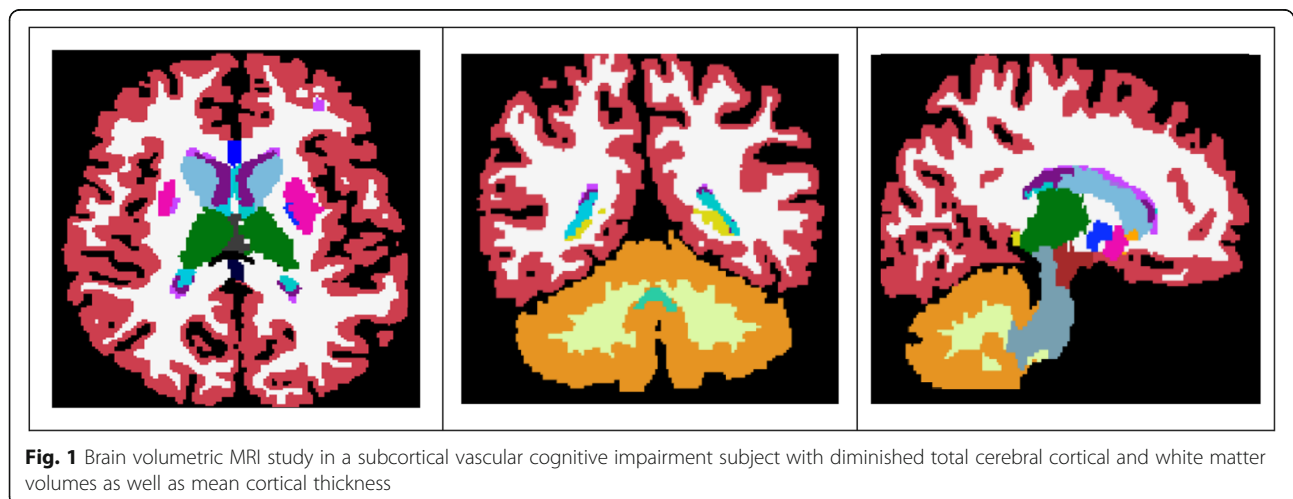 Fig. 1 Brain volumetric MRI study in a subcortical vascular cognitive impairment subject with diminished total cerebral cortical and white matter
volumes as well as mean cortical thickness